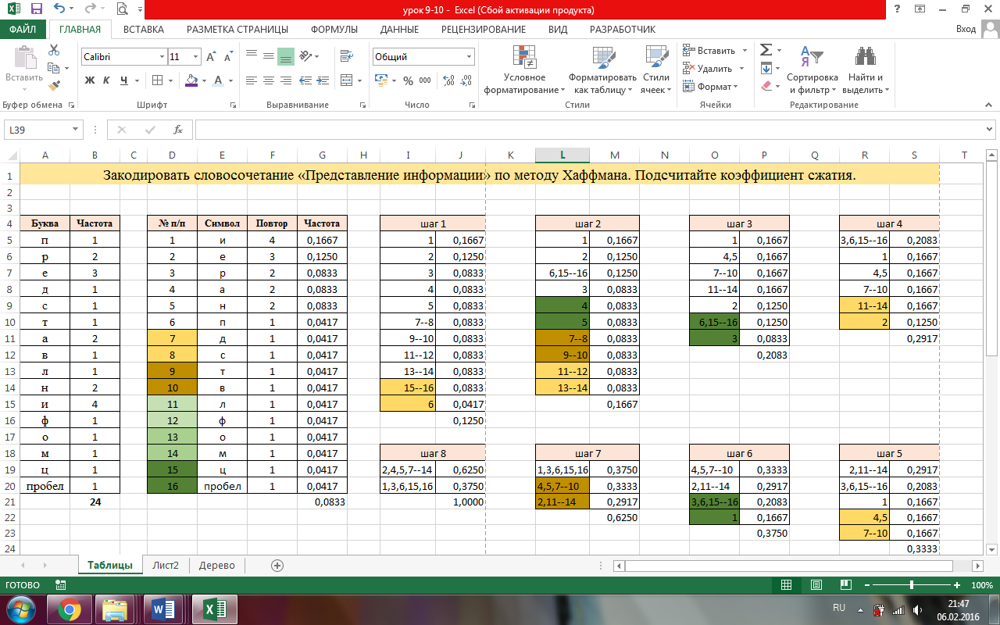 урок 9-10 - Excel (Сбой активации продукта)
ФАЙЛ ГЛАВНАЯ ВСТАВКА РАЗМЕТКА СТРАНИЦЫ ФОРМУЛЫ ДАННЫЕ РЕЦЕНЗИРОВАНИЕ ВИД РАЗРАБОТЧИК Вход
Вставить
Calibri 11
Ж К Ч
Общий
% 000
Условное форматирование
Форматировать как таблицу
Стили ячеек
Вставить
Удалить
Формат
Сортировка и фильтр
Найти и выделить
Буфер обмена Шрифт Выравнивание Число Стили Ячейки Редактирование
L39 fx
A B C D E F G H I J K L M N O P Q R S T
1 Закодировать словосочетание «Представление информации» по методу Хаффмана. Подсчитайте коэффициент сжатия.
2
3
4 Буква Частота № п/п Символ Повтор Частота шаг 1 шаг 2 шаг 3 шаг 4
5 п 1 1 и 4 0,1667 1 0,1667 1 0,1667 1 0,1667 3,6,15--16 0,2083
6 р 2 2 е 3 0,1250 2 0,1250 2 0,1250 4,5 0,1667 1 0,1667
7 е 3 3 р 2 0,0833 3 0,0833 6,15--16 0,1250 7--10 0,1667 4,5 0,1667
8 д 1 4 а 2 0,0833 4 0,0833 3 0,0833 11--14 0,1667 7--10 0,1667
9 с 1 5 н 2 0,0833 5 0,0833 4 0,0833 2 0,1250 11--14 0,1667
10 т 1 6 п 1 0,0417 7--8 0,0833 5 0,0833 6,15--16 0,1250 2 0,1250
11 а 2 7 д 1 0,0417 9--10 0,0833 7--8 0,0833 3 0,0833 0,2917
12 в 1 8 с 1 0,0417 11--12 0,0833 9--10 0,0833 0,2083
13 л 1 9 т 1 0,0417 13--14 0,0833 11--12 0,0833
14 н 2 10 в 1 0,0417 15--16 0,0833 13--14 0,0833
15 и 4 11 л 1 0,0417 6 0,0417 0,1667
16 ф 1 12 ф 1 0,0417 0,1250
17 о 1 13 о 1 0,0417
18 м 1 14 м 1 0,0417 шаг 8 шаг 7 шаг 6 шаг 5
19 ц 1 15 ц 1 0,0417 2,4,5,7--14 0,6250 1,3,6,15,16 0,3750 4,5,7--10 0,3333 2,11--14 0,2917
20 пробел 1 16 пробел 1 0,0417 1,3,6,15,16 0,3750 4,5,7--10 0,3333 2,11--14 0,2917 3,6,15--16 0,2083
21 24 0,0833 1,0000 2,11--14 0,2917 3,6,15--16 0,2083 1 0,1667
22 0,6250 1 0,1667 4,5 0,1667
23 0,3750 7--10 0,1667
24 0,3333
Таблицы Лист2 Дерево
ГОТОВО 100%
RU 21:47
06.02.2016